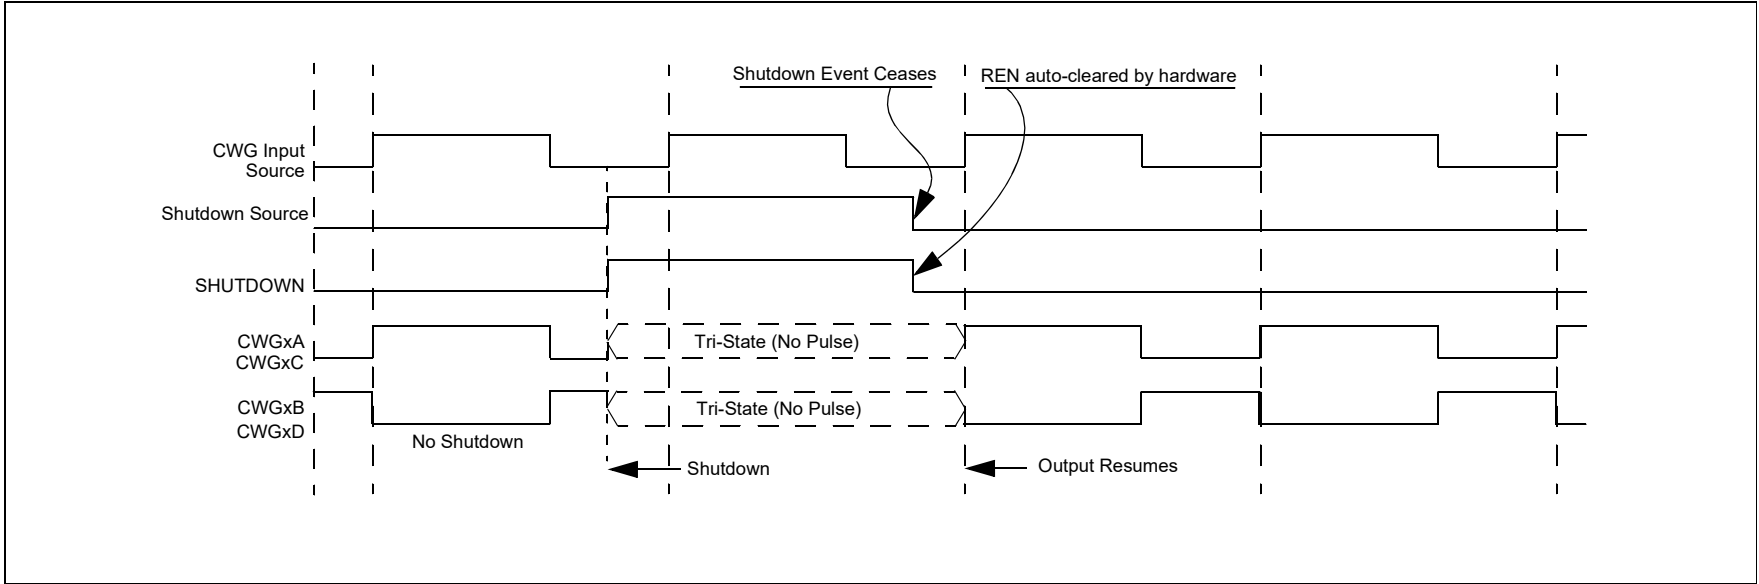 Shutdown Event Ceases
REN auto-cleared by hardware
CWG Input
Source
Shutdown Source
SHUTDOWN
CWGxA
CWGxC
Tri-State (No Pulse)
CWGxB
CWGxD
Tri-State (No Pulse)
No Shutdown
Shutdown
Output Resumes